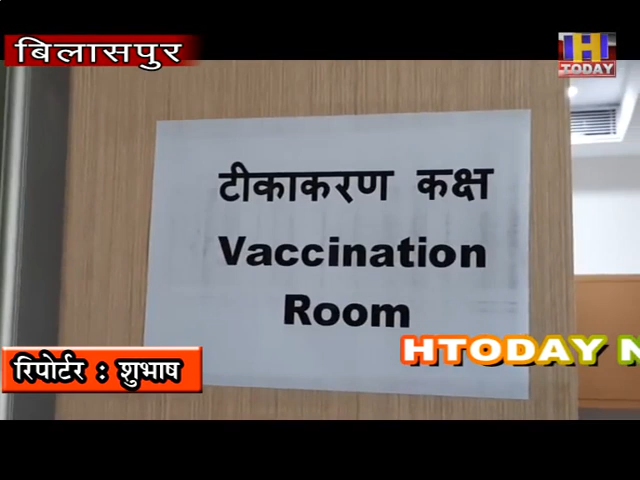 बिलासपुर
H
TODAY
टीकाकरण कक्ष
Vaccination
Room
HTODAY N
रिपोर्टर : शुभाष